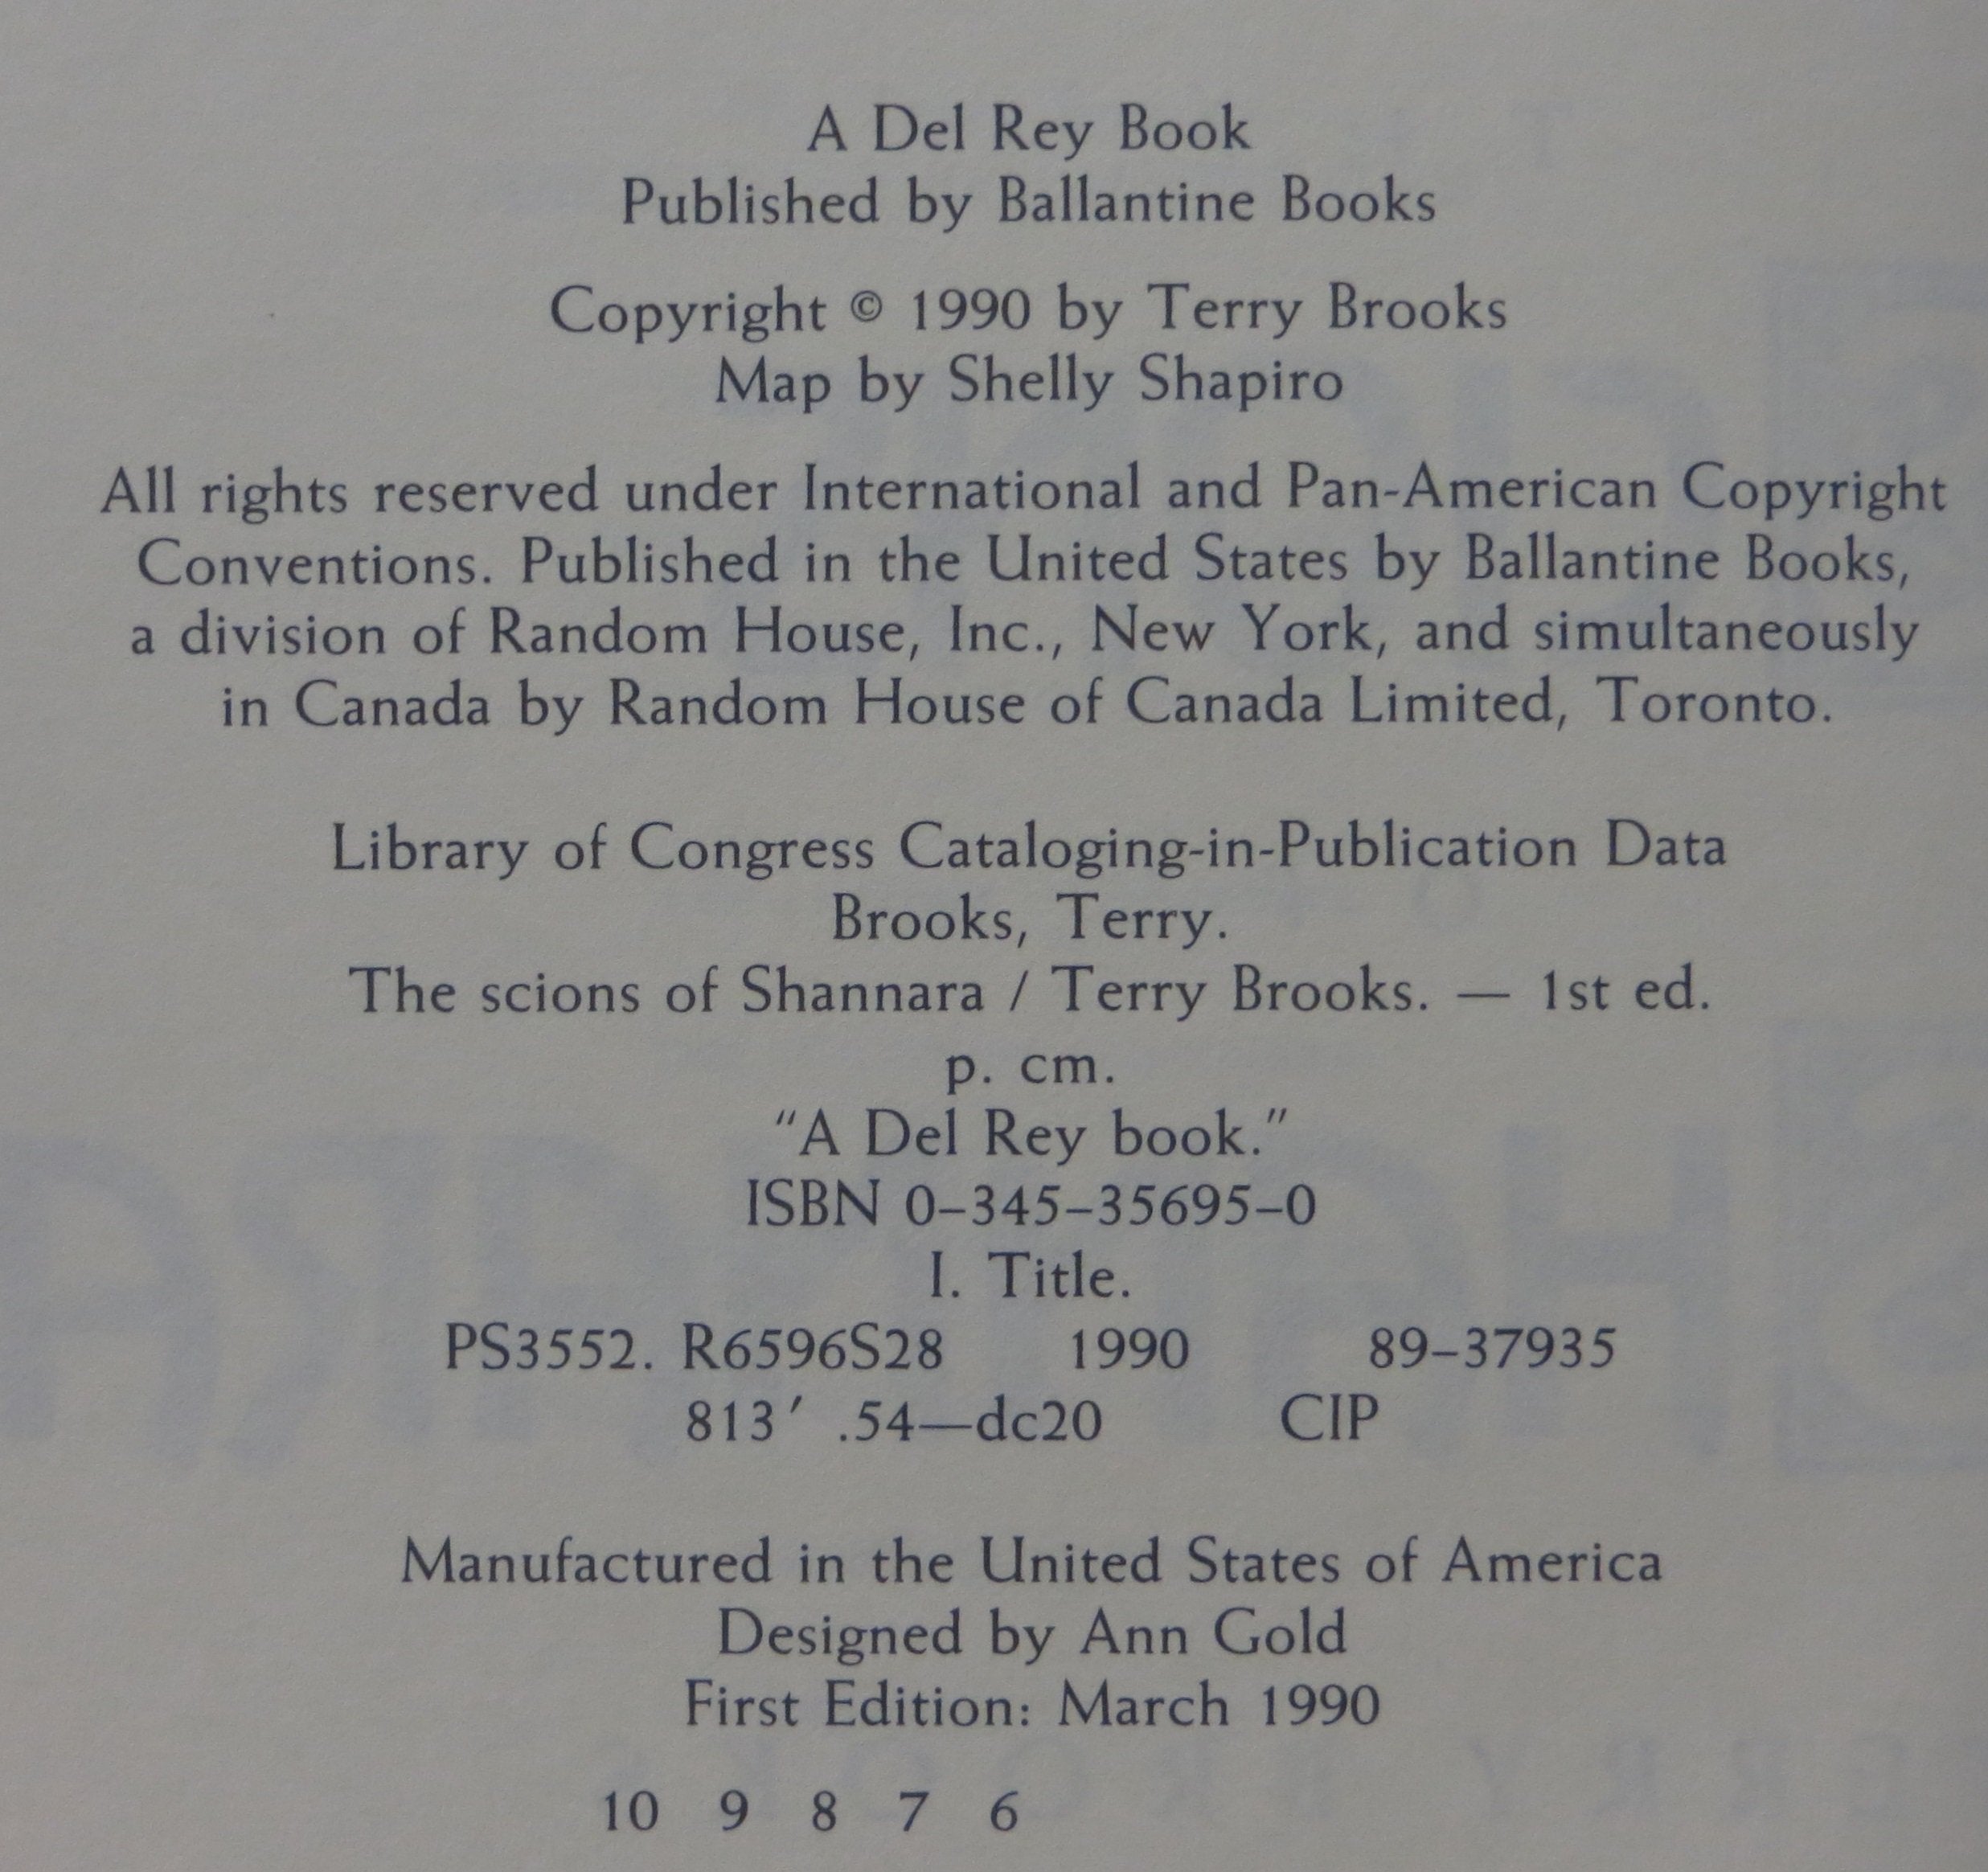 A Del Rey Book
Published by Ballantine Books
Copyright © 1990 by Terry Brooks
Map by Shelly Shapiro
All rights reserved under International and Pan-American Copyright
Conventions. Published in the United States by Ballantine Books,
a division of Random House, Inc., New York, and simultaneously
in Canada by Random House of Canada Limited, Toronto.
Library of Congress Cataloging-in-Publication Data
Brooks, Terry.
The scions of Shannara / Terry Brooks. — 1st ed.
p. cm.
"A Del Rey book."
ISBN 0–345–35695–0
I. Title.
PS3552. R6596S28 1990 89–37935
813′ .54—dc20 CIP
Manufactured in the United States of America
Designed by Ann Gold
First Edition: March 1990
10 9 8 7 6